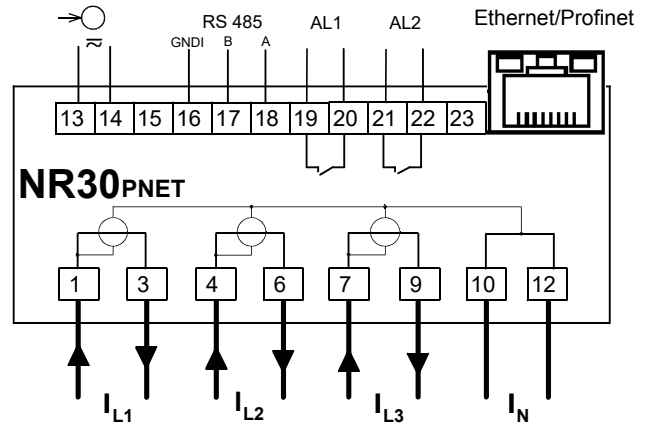 Ethernet/Profinet
RS 485 AL1 AL2
GNDI B A
13 14 15 16 17 18 19 20 21 22 23
NR30PNET
1 3 4 6 7 9 10 12
IL1 IL2 IL3 IN